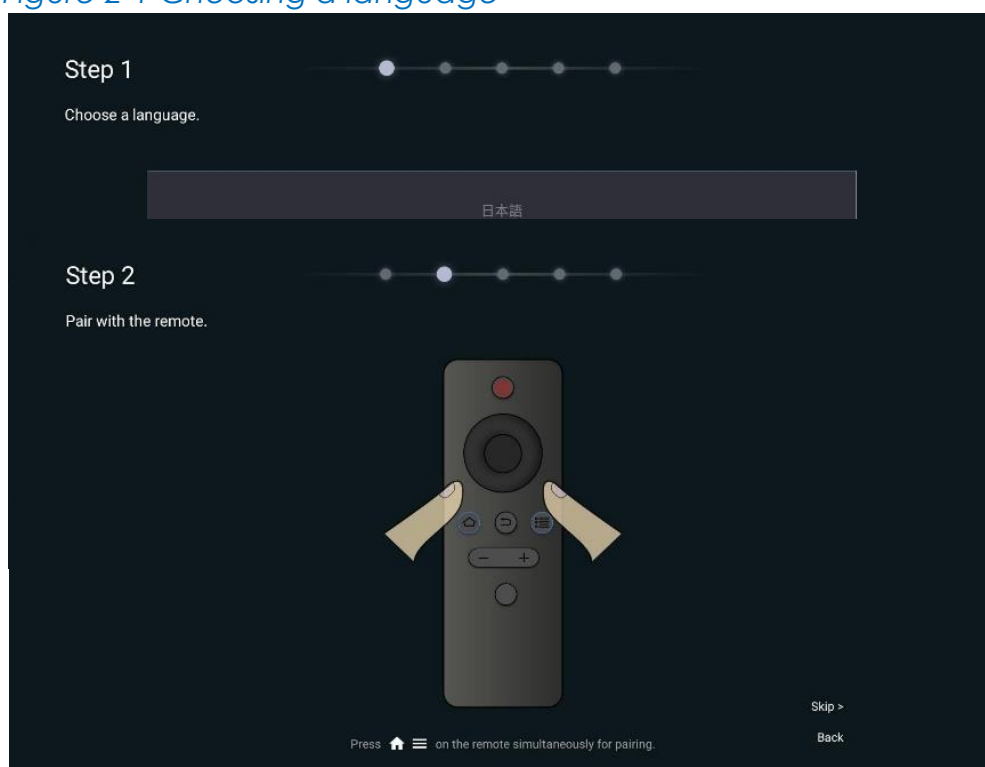 Figure 2-1 Choosing a language
Step 1
Choose a language.
日本語
Step 2
Pair with the remote.
Skip >
Press on the remote simultaneously for pairing.
Back